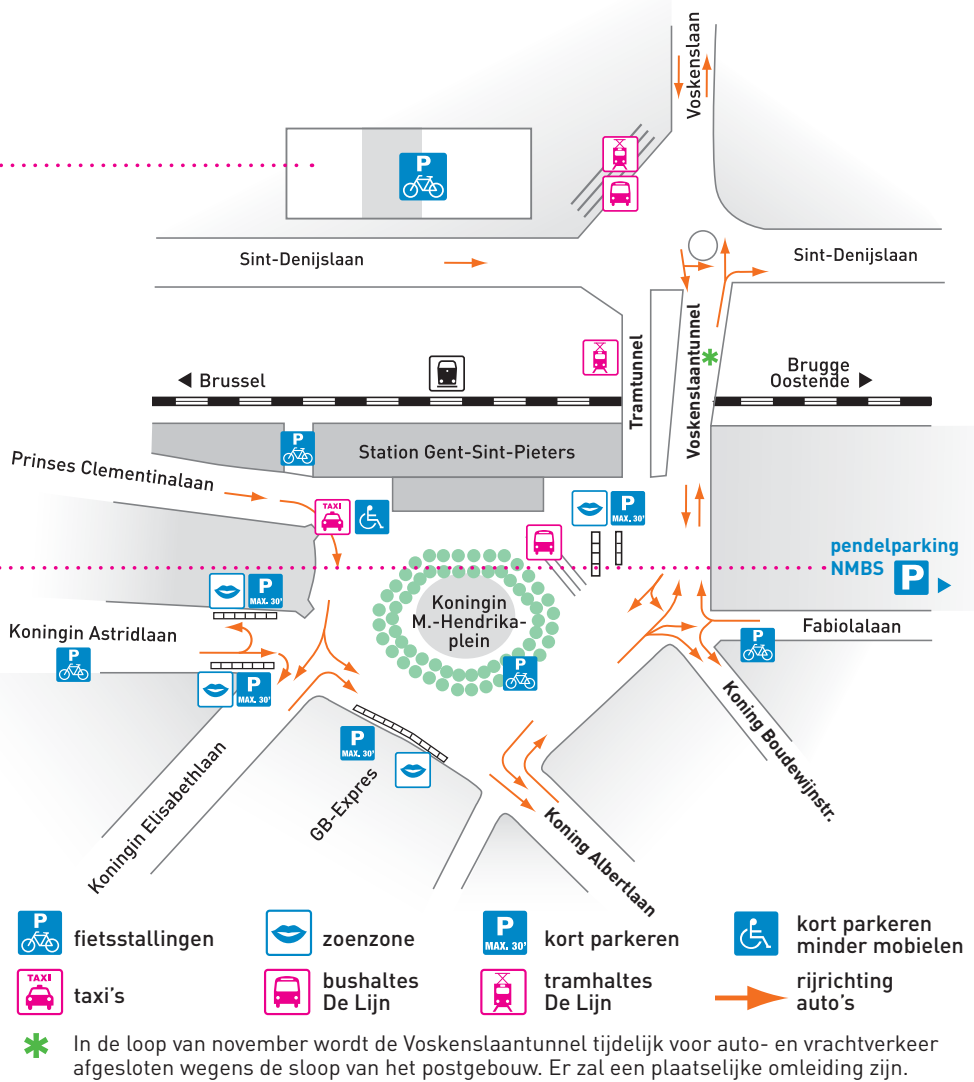 Voskenslaan
P
Sint-Denijslaan
Sint-Denijslaan
Tramtunnel
Voskenslaantunnel
*
◀ Brussel
Brugge
Oostende ▶
P
Station Gent-Sint-Pieters
Prinses Clementinalaan
TAXI
P
MAX. 30'
pendelparking
NMBS P ▶
P
MAX. 30'
Koningin
M.-Hendrika-
plein
Koningin Astridlaan
P
Fabiolalaan
P
P
P
MAX. 30'
Koning Boudewijnstr.
P
MAX. 30'
GB-Expres
Koningin Elisabethlaan
Koning Albertlaan
P
fietsstallingen
zoenzone
P
MAX. 30'
kort parkeren
kort parkeren
minder mobielen
TAXI
taxi's
bushaltes
De Lijn
tramhaltes
De Lijn
rijrichting
auto's
* In de loop van november wordt de Voskenslaantunnel tijdelijk voor auto- en vrachtverkeer
afgesloten wegens de sloop van het postgebouw. Er zal een plaatselijke omleiding zijn.